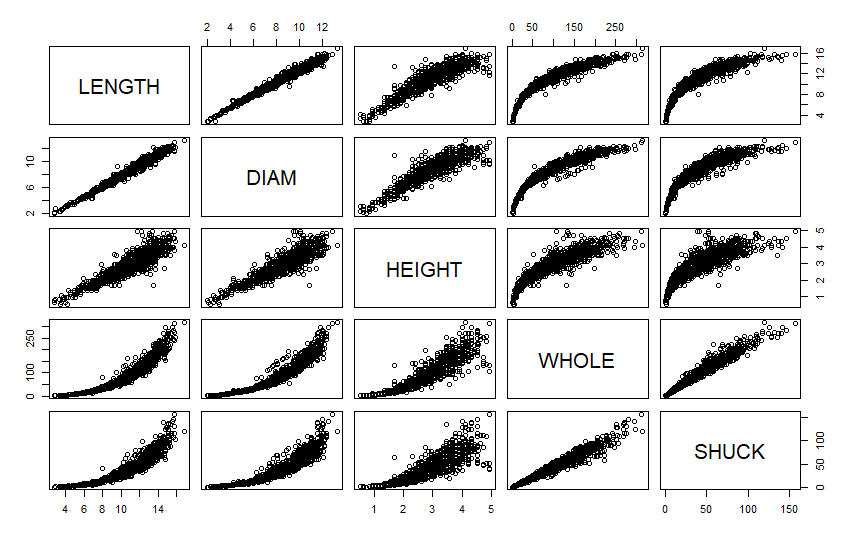 2 4 6 8 10 12
0 50 150 250
LENGTH
4 8 12 16
2 6 10
DIAM
HEIGHT
1 2 3 4 5
0 100 250
WHOLE
SHUCK
0 50 100
4 6 8 10 14
1 2 3 4 5
0 50 100 150